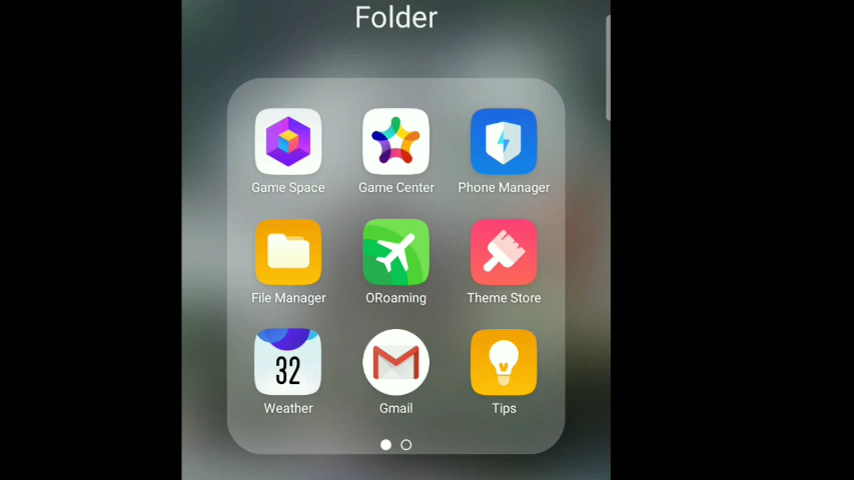 Folder
Game Space
Game Center
Phone Manager
File Manager
ORoaming
Theme Store
32
Weather
Gmail
Tips